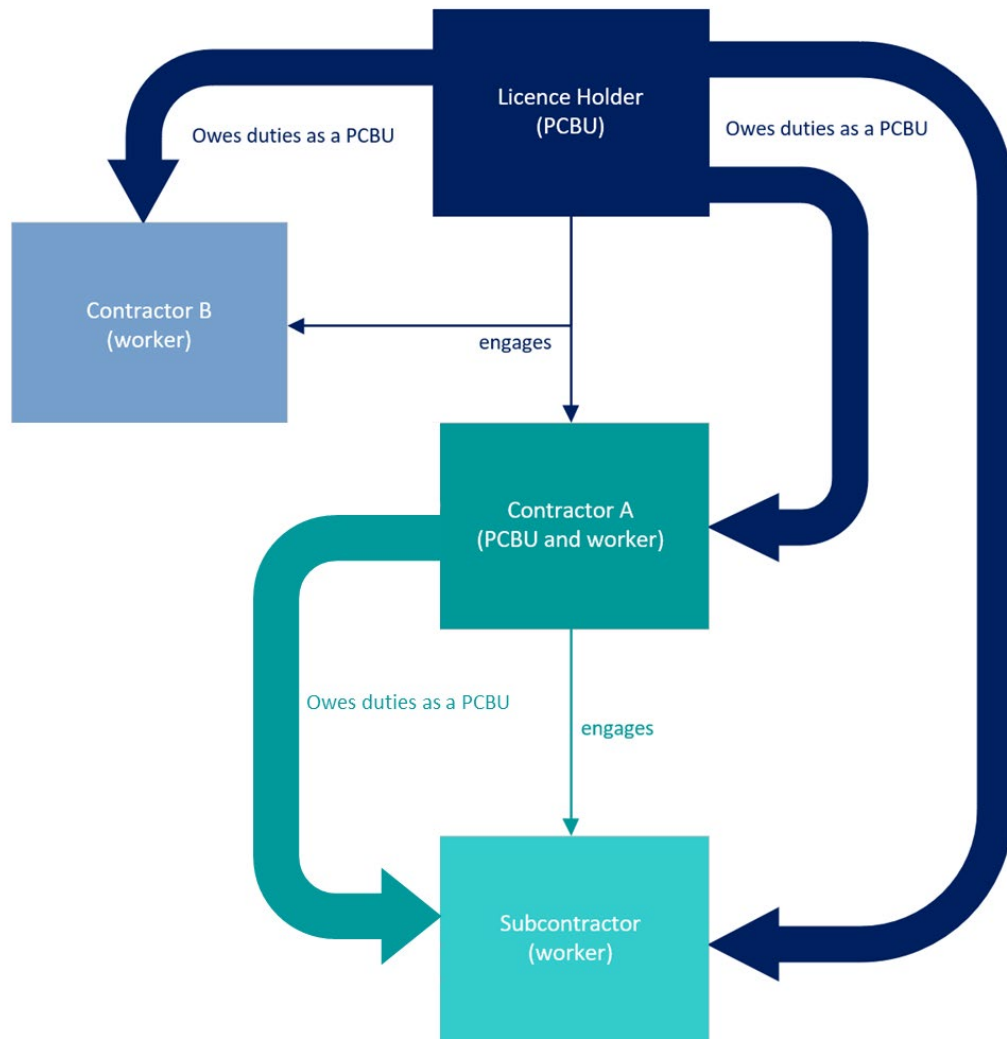 Licence Holder
(PCBU)
Owes duties as a PCBU
Owes duties as a PCBU
Contractor B
(worker)
engages
Contractor A
(PCBU and worker)
Owes duties as a PCBU
engages
Subcontractor
(worker)